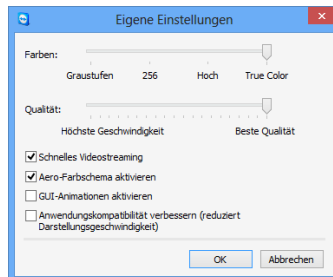 Eigene Einstellungen
Farben:
Graustufen 256 Hoch True Color
Qualität:
Höchste Geschwindigkeit Beste Qualität
Schnelles Videostreaming
Aero-Farbschema aktivieren
GUI-Animationen aktivieren
Anwendungskompatibilität verbessern (reduziert
Darstellungsgeschwindigkeit)
OK Abbrechen